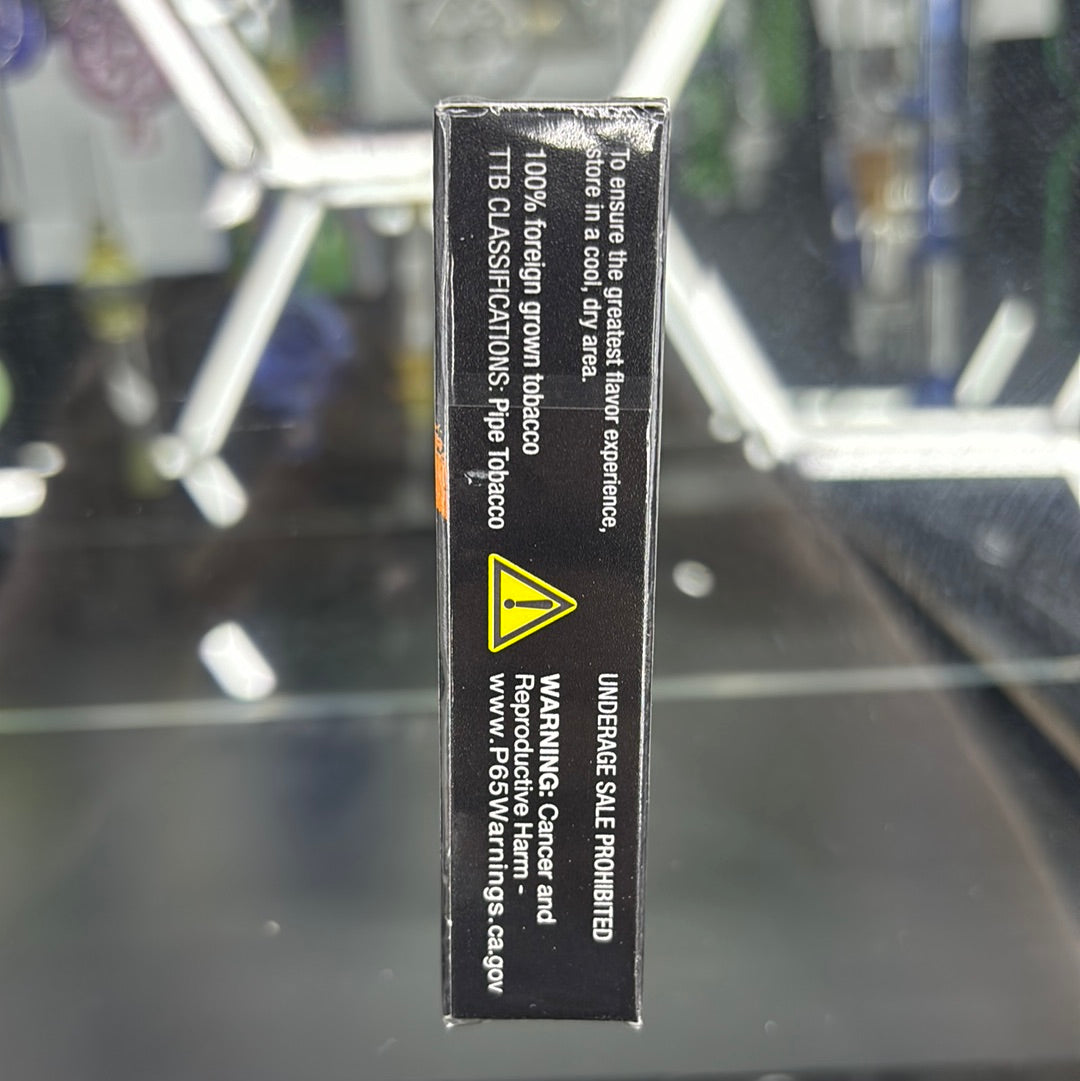 To ensure the greatest flavor experience,
store in a cool, dry area.
100% foreign grown tobacco
TTB CLASSIFICATIONS: Pipe Tobacco
UNDERAGE SALE PROHIBITED
WARNING: Cancer and
Reproductive Harm -
www.P65Warnings.ca.gov